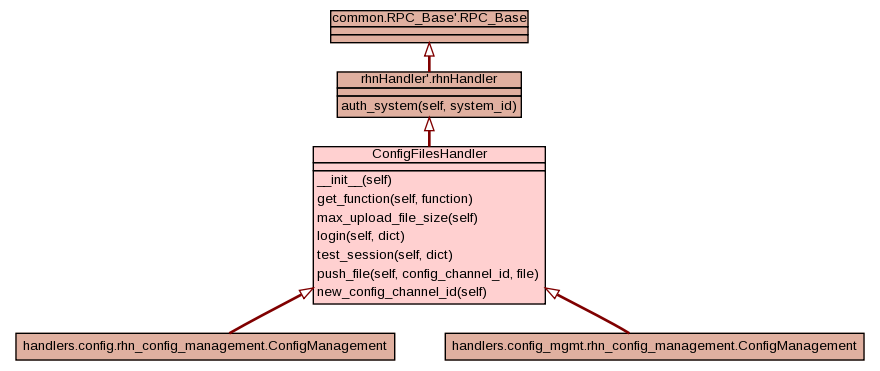 common.RPC_Base'.RPC_Base
rhnHandler'.rhnHandler
auth_system(self, system_id)
ConfigFilesHandler
__init__(self)
get_function(self, function)
max_upload_file_size(self)
login(self, dict)
test_session(self, dict)
push_file(self, config_channel_id, file)
new_config_channel_id(self)
handlers.config.rhn_config_management.ConfigManagement
handlers.config_mgmt.rhn_config_management.ConfigManagement